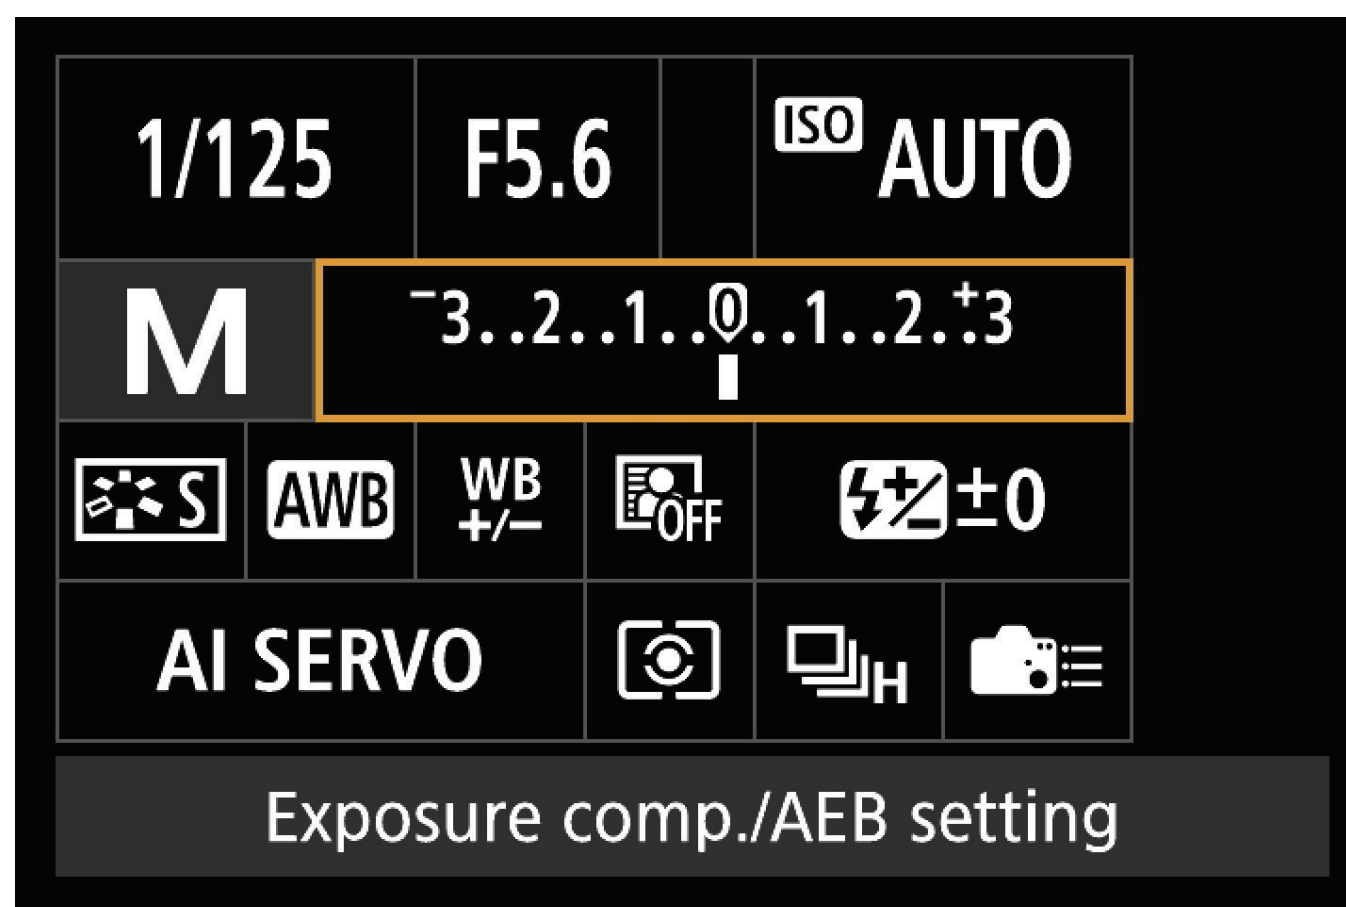 1/125 F5.6 ISO AUTO
M -3..2..1..0..1..2..+3
S AWB WB +/- OFF ±0
AI SERVO H
Exposure comp./AEB setting